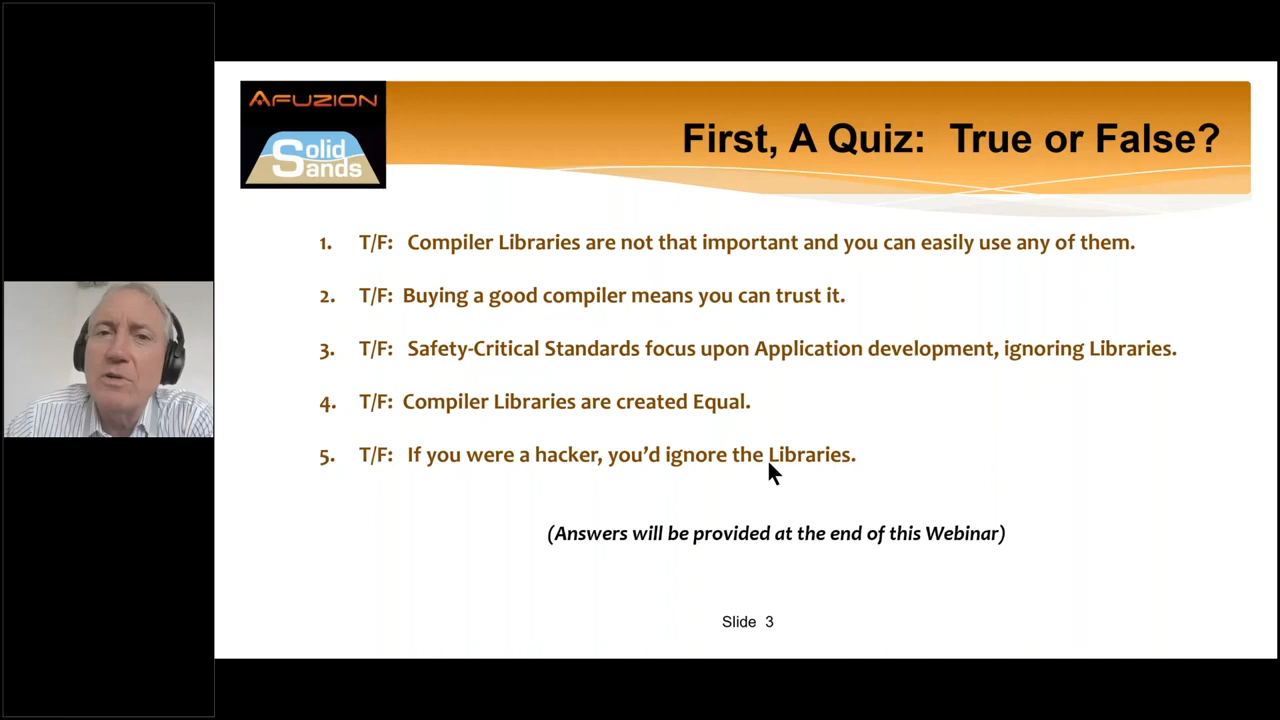 AFUZION
Solid
Sands
First, A Quiz: True or False?
1. T/F: Compiler Libraries are not that important and you can easily use any of them.
2. T/F: Buying a good compiler means you can trust it.
3. T/F: Safety-Critical Standards focus upon Application development, ignoring Libraries.
4. T/F: Compiler Libraries are created Equal.
5. T/F: If you were a hacker, you’d ignore the Libraries.
(Answers will be provided at the end of this Webinar)
Slide 3